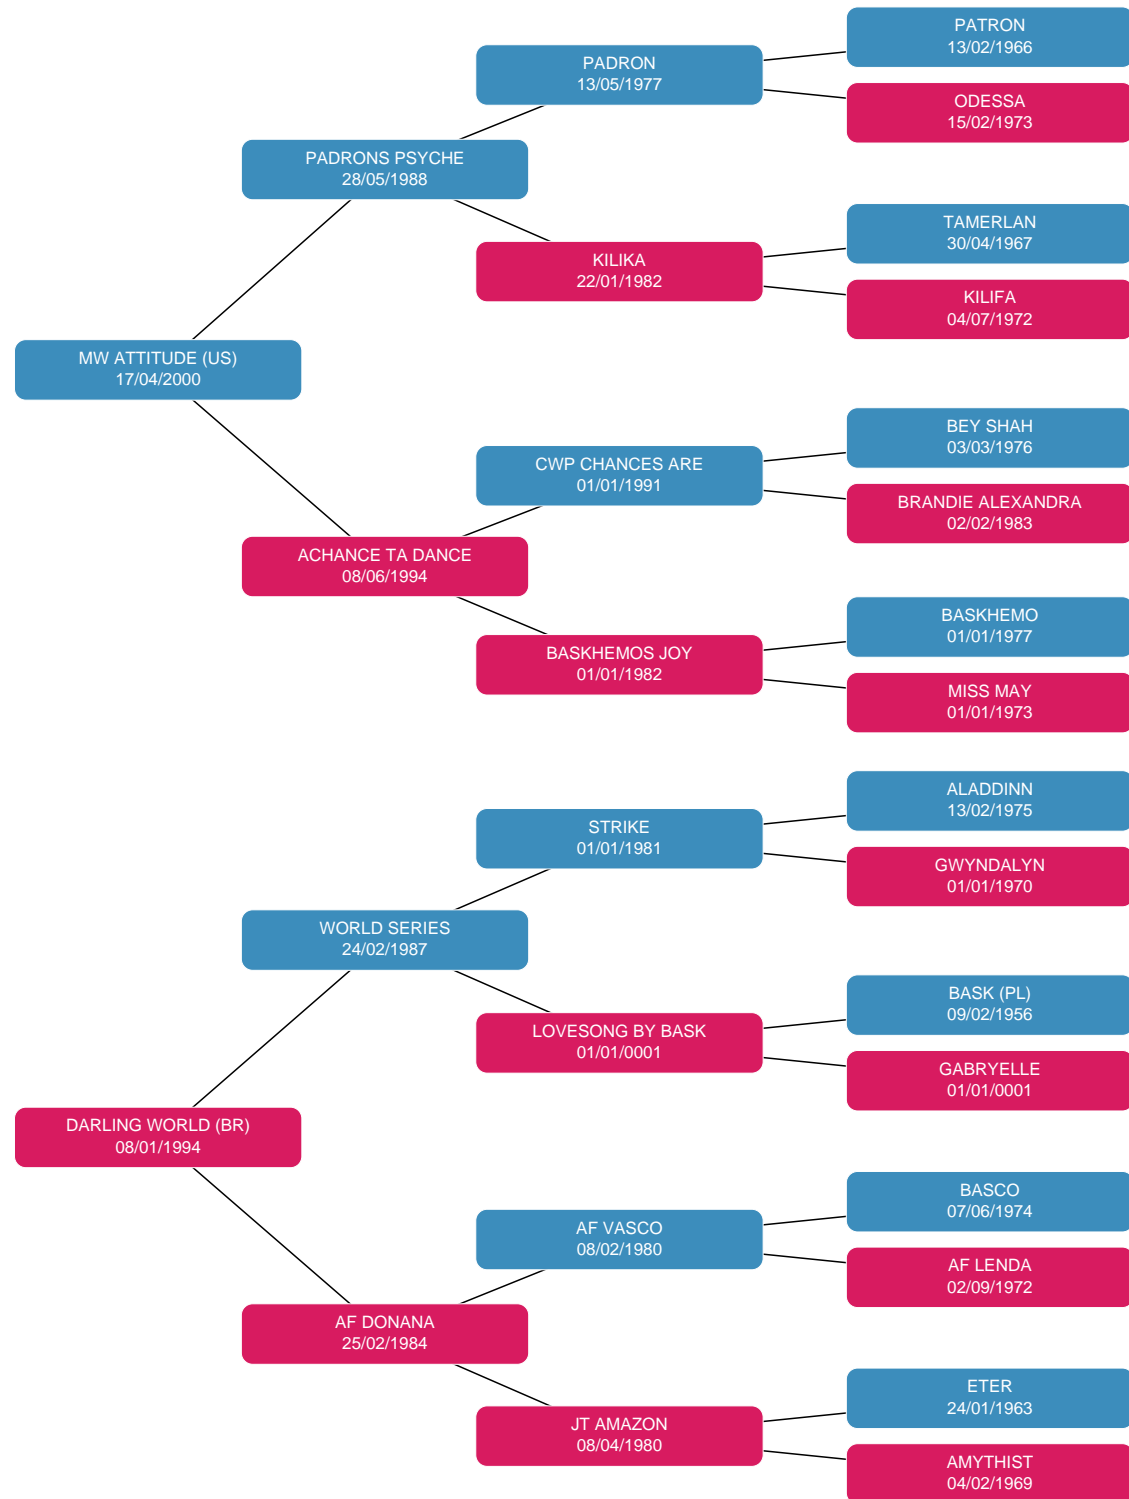 PATRON
13/02/1966
PADRON
13/05/1977
ODESSA
15/02/1973
PADRONS PSYCHE
28/05/1988
TAMERLAN
30/04/1967
KILIKA
22/01/1982
KILIFA
04/07/1972
MW ATTITUDE (US)
17/04/2000
BEY SHAH
03/03/1976
CWP CHANCES ARE
01/01/1991
BRANDIE ALEXANDRA
02/02/1983
ACHANCE TA DANCE
08/06/1994
BASKHEMO
01/01/1977
BASKHEMOS JOY
01/01/1982
MISS MAY
01/01/1973
ALADDINN
13/02/1975
STRIKE
01/01/1981
GWYNDALYN
01/01/1970
WORLD SERIES
24/02/1987
BASK (PL)
09/02/1956
LOVESONG BY BASK
01/01/0001
GABRYELLE
01/01/0001
DARLING WORLD (BR)
08/01/1994
BASCO
07/06/1974
AF VASCO
08/02/1980
AF LENDA
02/09/1972
AF DONANA
25/02/1984
ETER
24/01/1963
JT AMAZON
08/04/1980
AMYTHIST
04/02/1969